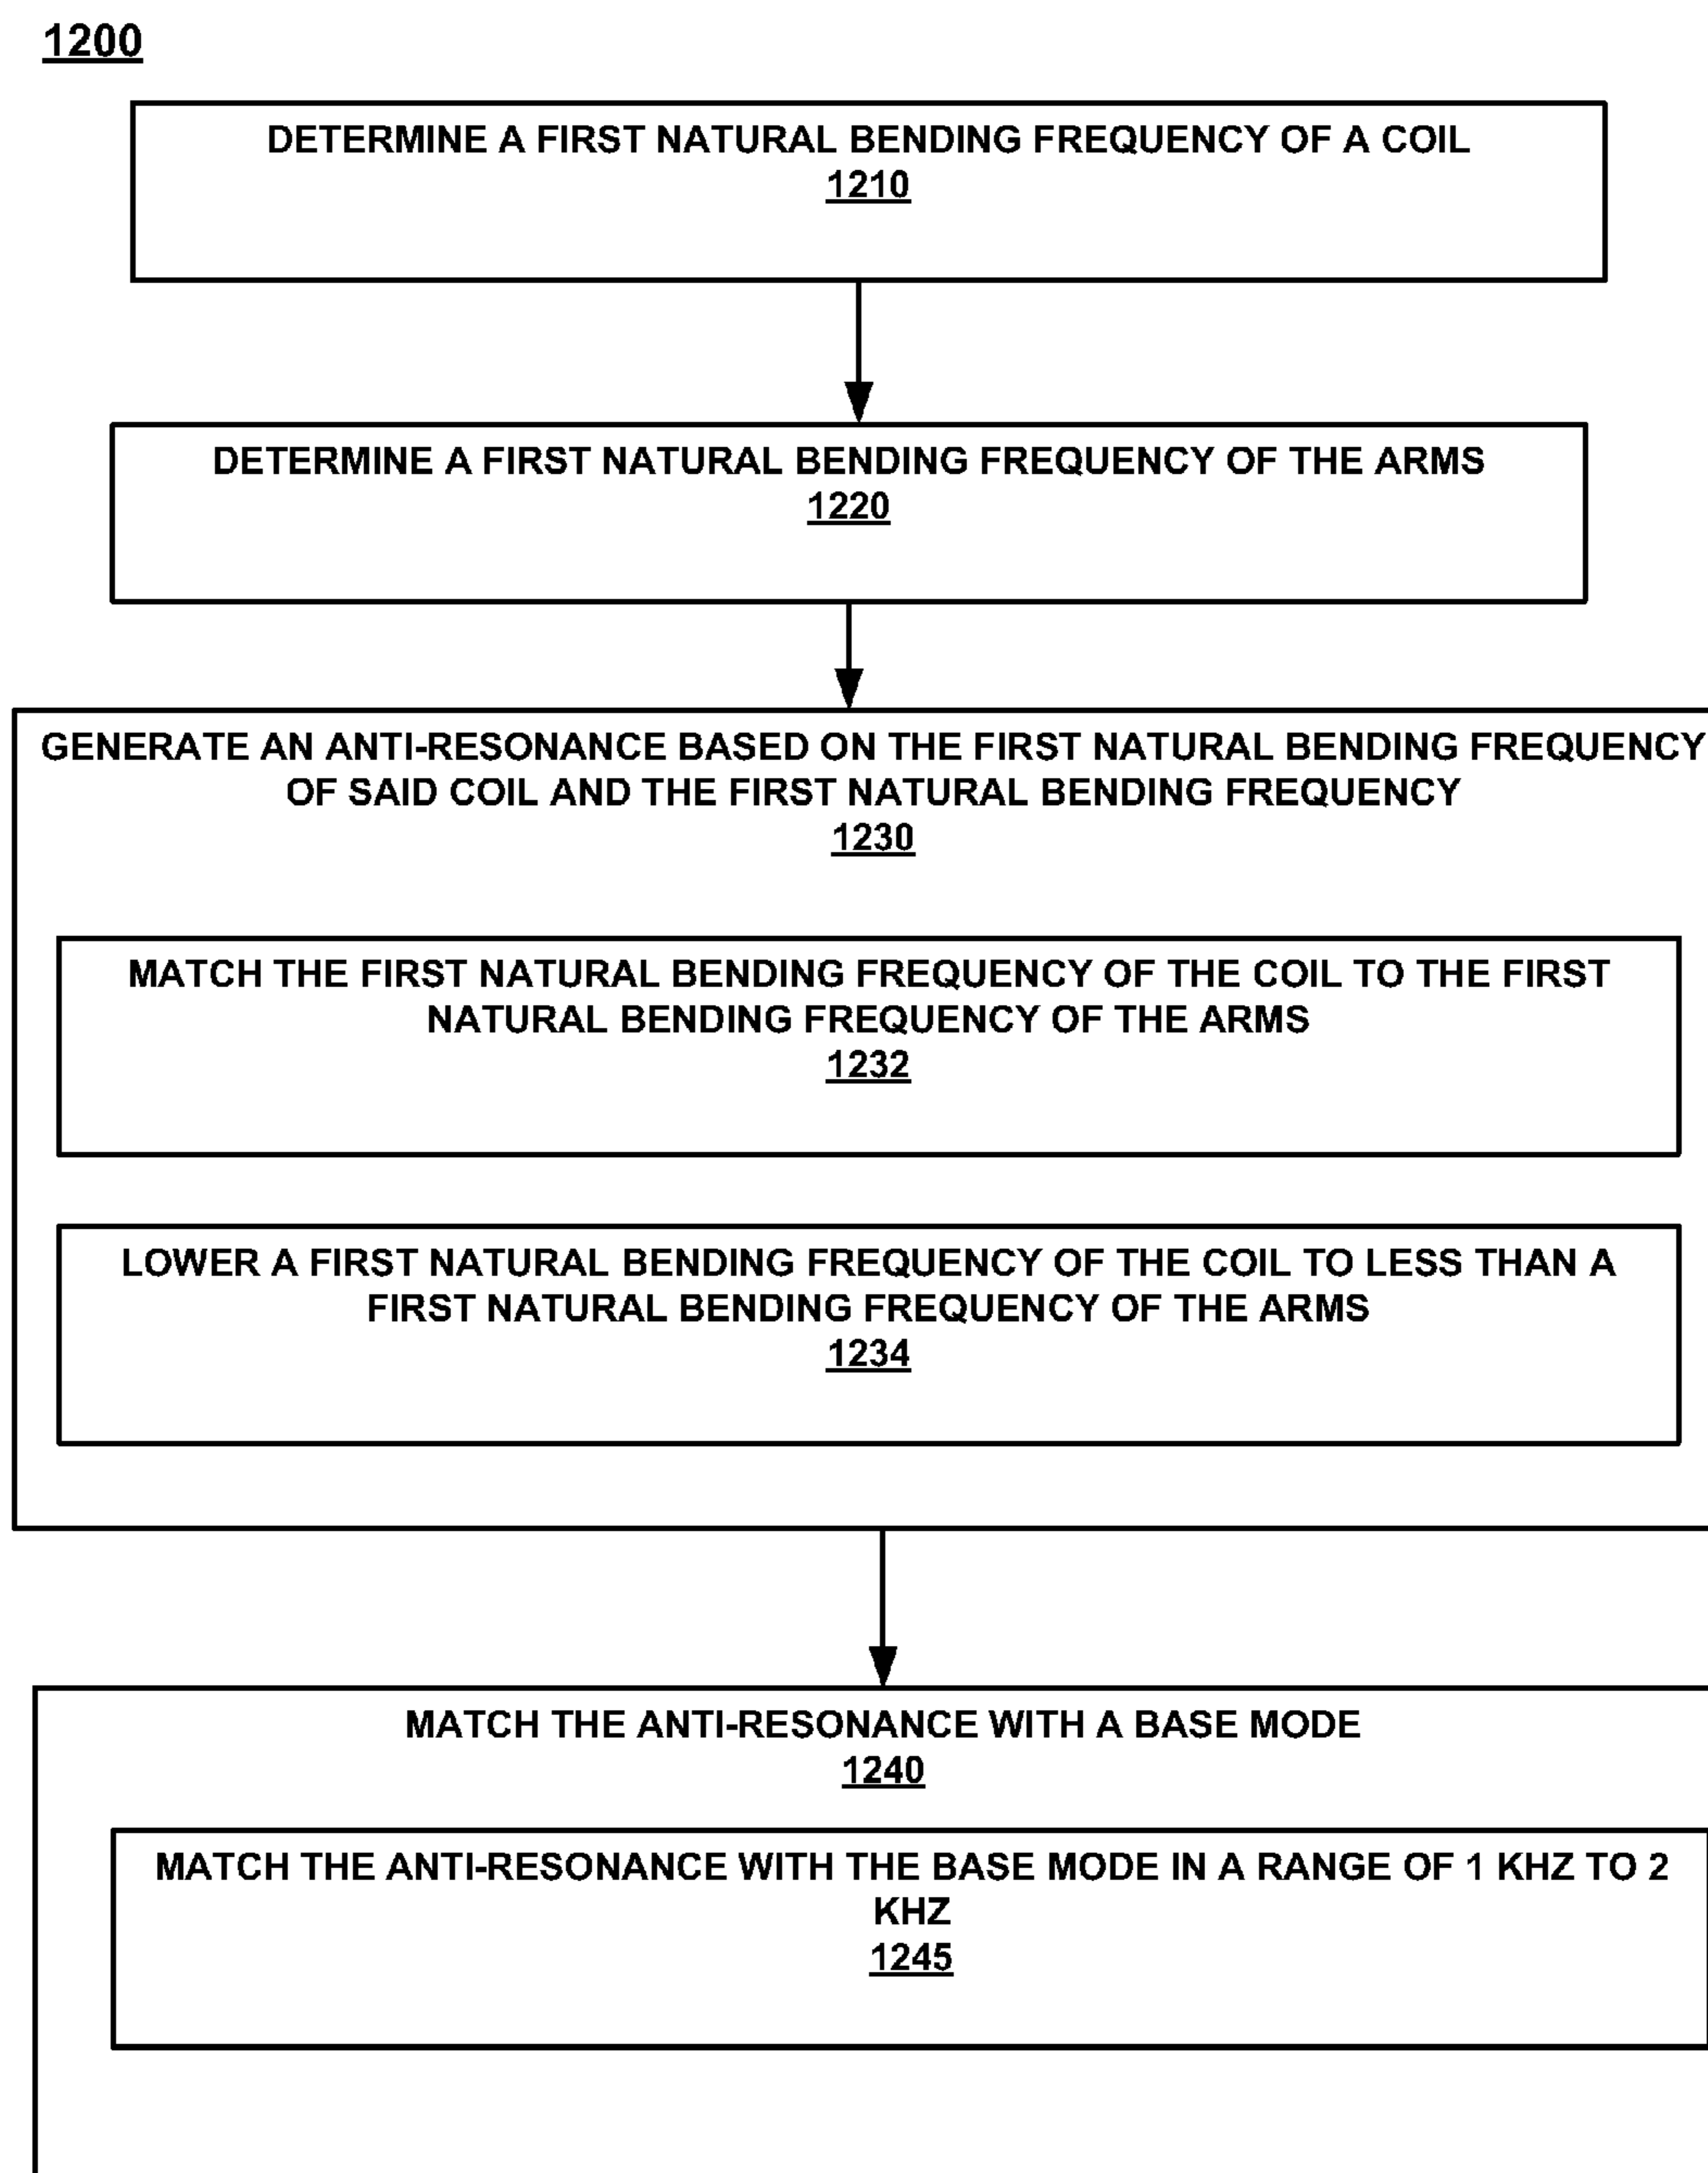 1200
DETERMINE A FIRST NATURAL BENDING FREQUENCY OF A COIL
1210
DETERMINE A FIRST NATURAL BENDING FREQUENCY OF THE ARMS
1220
GENERATE AN ANTI-RESONANCE BASED ON THE FIRST NATURAL BENDING FREQUENCY
OF SAID COIL AND THE FIRST NATURAL BENDING FREQUENCY
1230
MATCH THE FIRST NATURAL BENDING FREQUENCY OF THE COIL TO THE FIRST
NATURAL BENDING FREQUENCY OF THE ARMS
1232
LOWER A FIRST NATURAL BENDING FREQUENCY OF THE COIL TO LESS THAN A
FIRST NATURAL BENDING FREQUENCY OF THE ARMS
1234
MATCH THE ANTI-RESONANCE WITH A BASE MODE
1240
MATCH THE ANTI-RESONANCE WITH THE BASE MODE IN A RANGE OF 1 KHZ TO 2
KHZ
1245